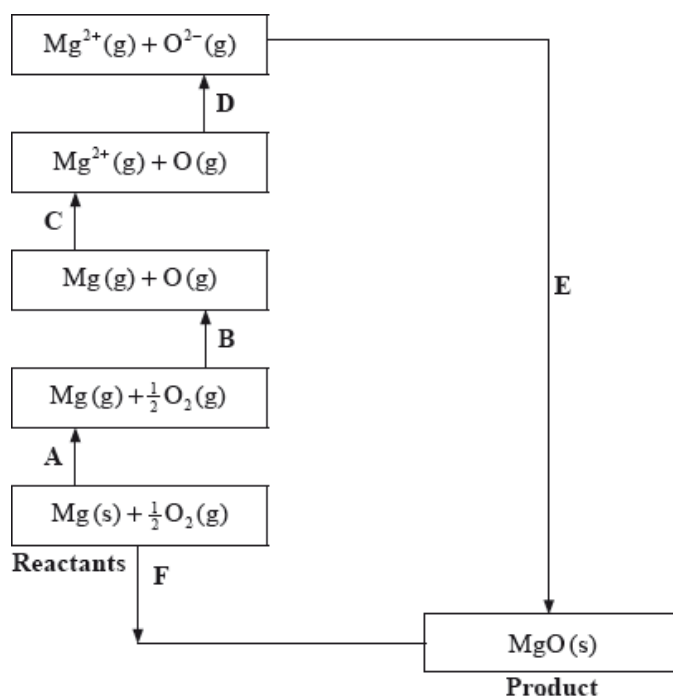 Mg²⁺(g) + O²⁻(g)
D
Mg²⁺(g) + O(g)
C
Mg(g) + O(g)
E
B
Mg(g) + ½O₂(g)
A
Mg(s) + ½O₂(g)
Reactants
F
MgO(s)
Product